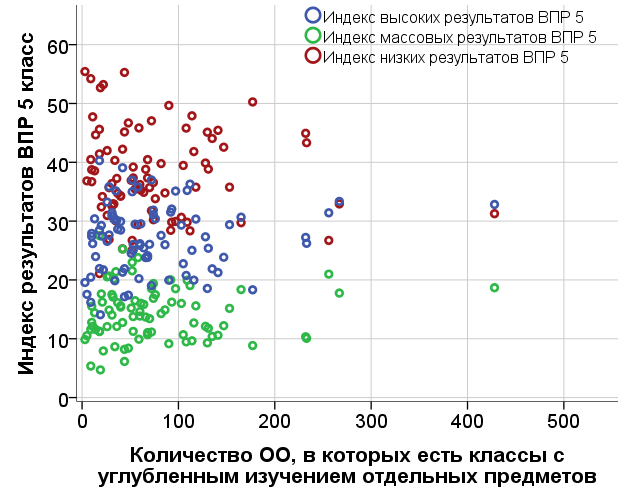 Индекс высоких результатов ВПР 5
Индекс массовых результатов ВПР 5
Индекс низких результатов ВПР 5
Индекс результатов ВПР 5 класс
60
50
40
30
20
10
0
0 100 200 300 400 500
Количество ОО, в которых есть классы с
углубленным изучением отдельных предметов